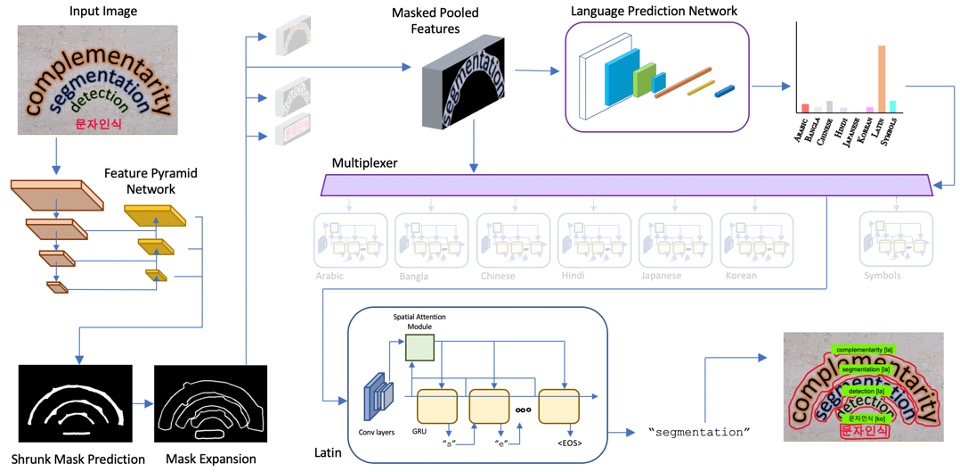 Input Image
complementarity
segmentation
detection
문자인식
Feature Pyramid
Network
Shrunk Mask Prediction
Mask Expansion
Masked Pooled
Features
segmentation
Language Prediction Network
Arabic
Bangla
Chinese
Hindi
Japanese
Korean
Latin
Symbols
Multiplexer
Arabic
Bangla
Chinese
Hindi
Japanese
Korean
Symbols
Spatial Attention
Module
Conv layers
GRU
"s"
"e"
<EOS>
Latin
"segmentation"
complementarity [la]
complementarity
segmentation [la]
segmentation
detection [la]
detection
문자인식 [ko]
문자인식